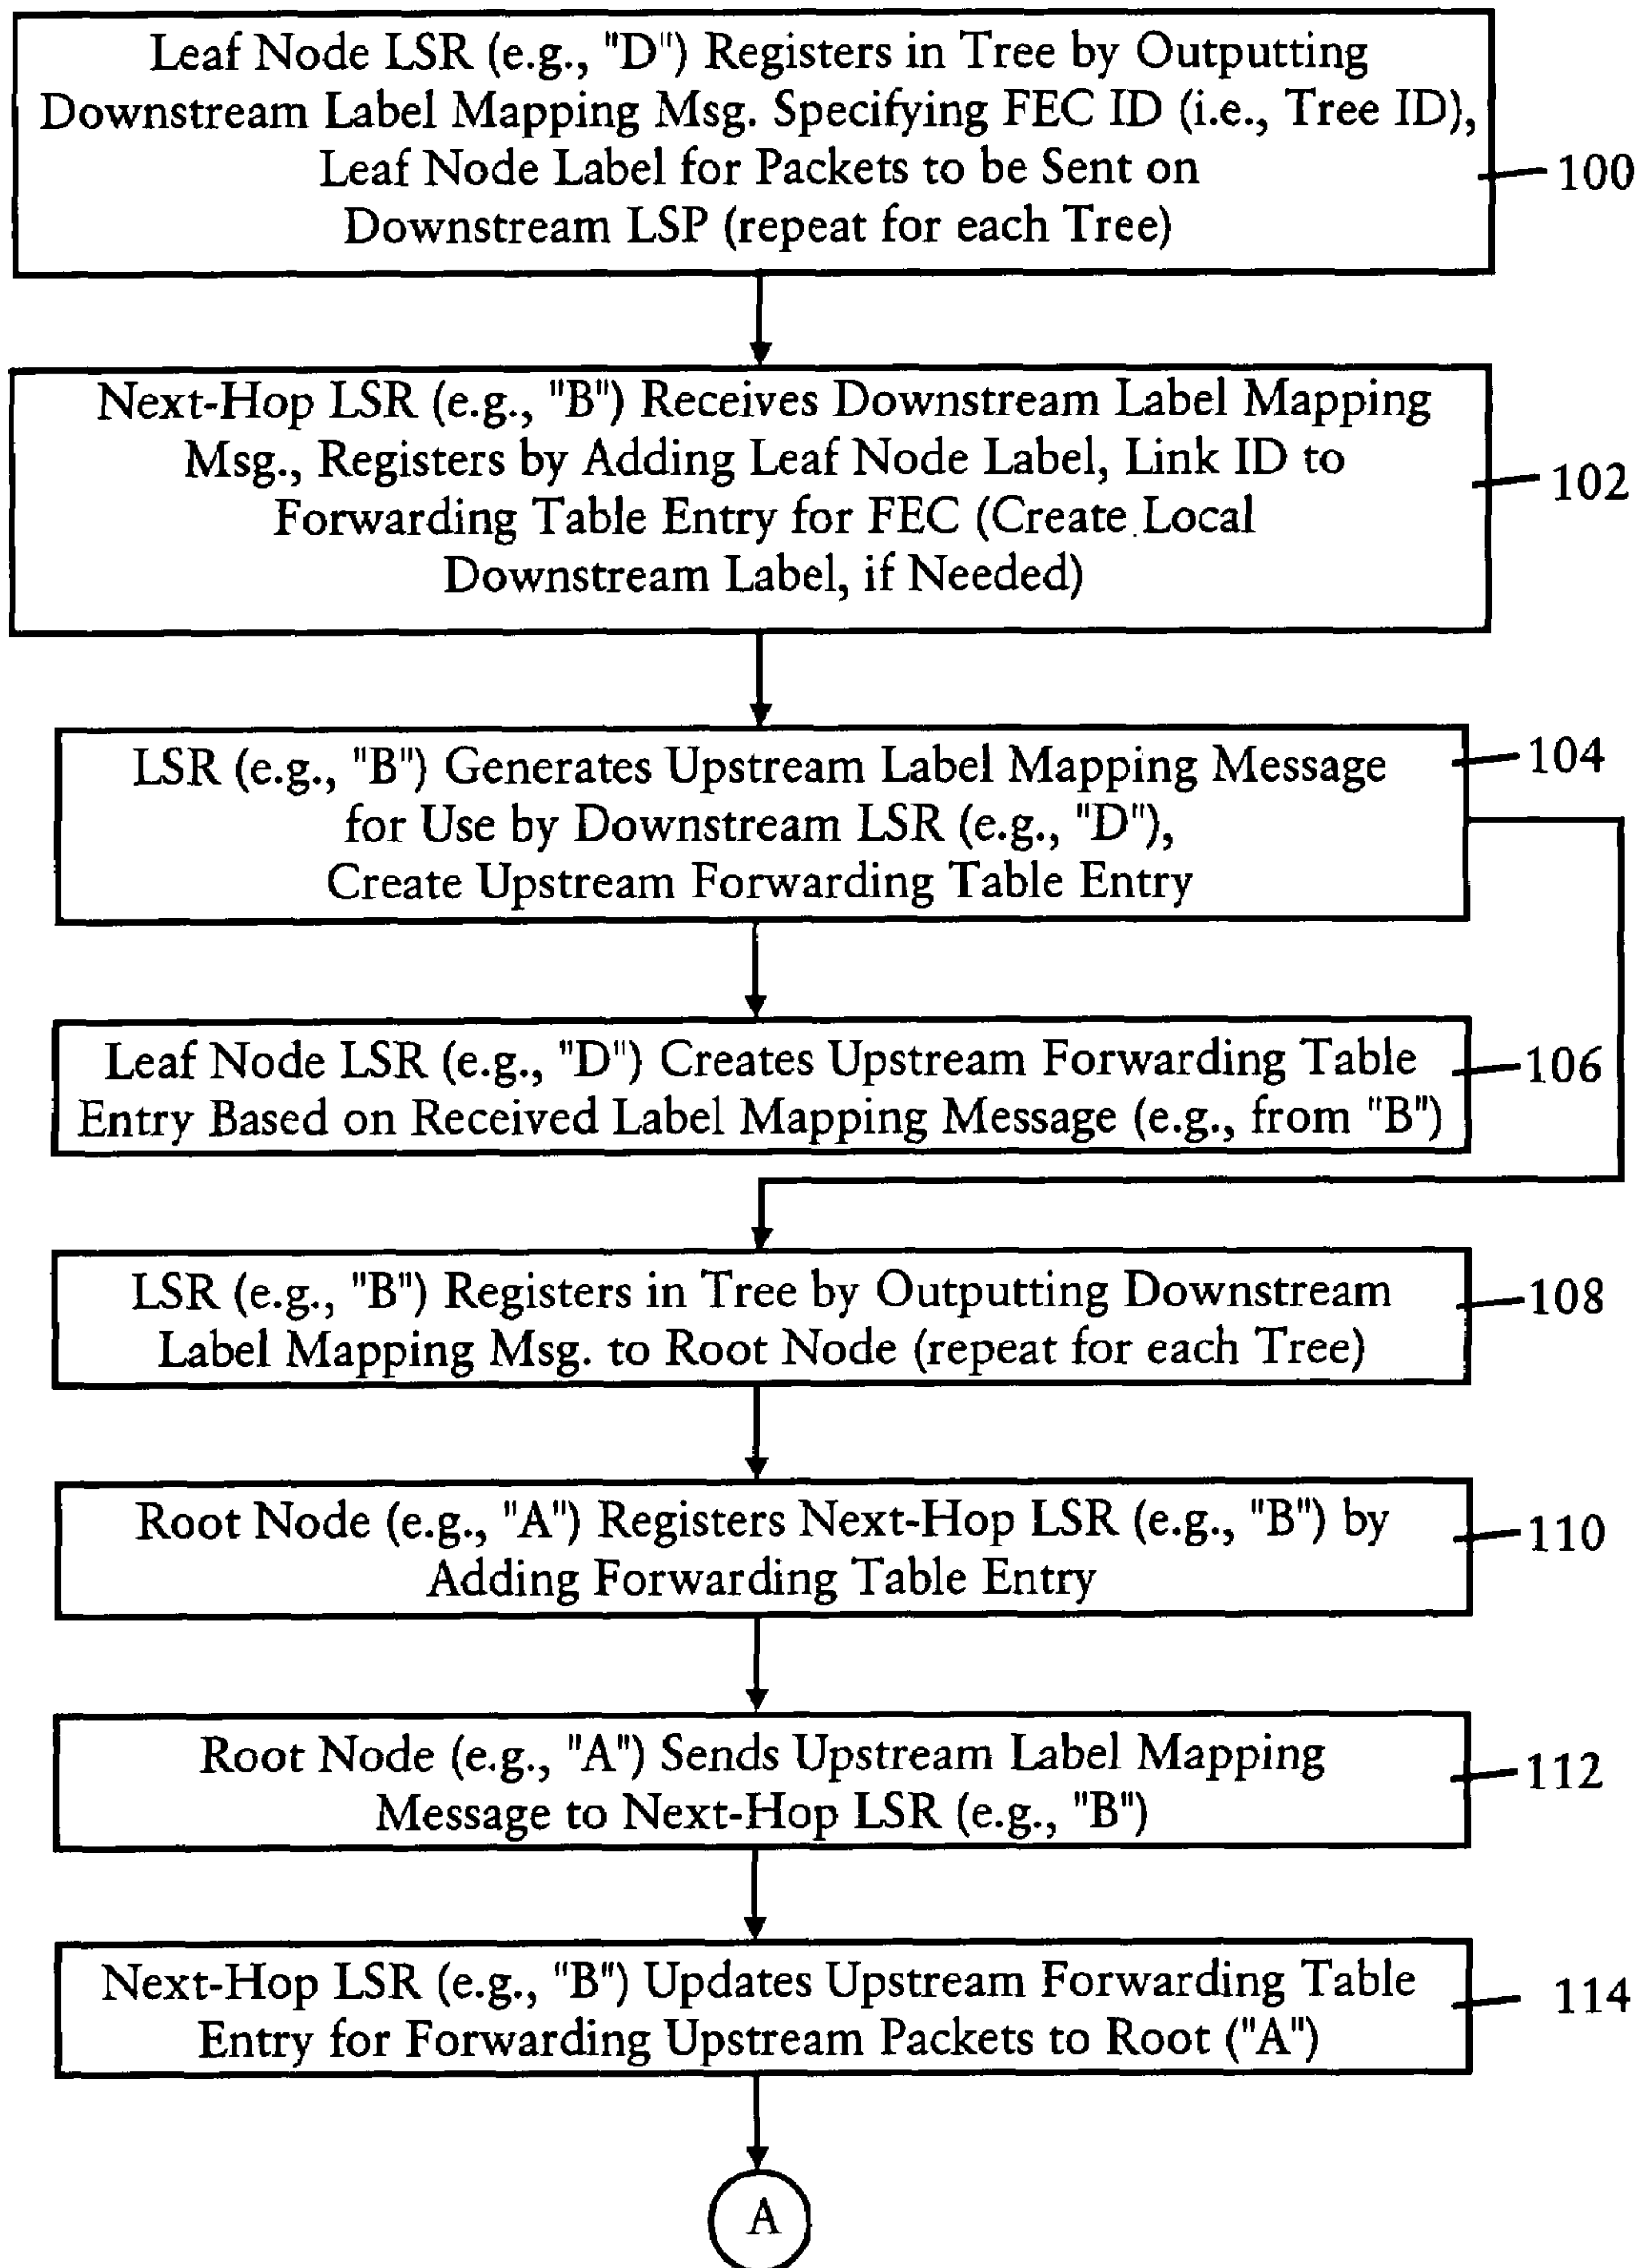 Leaf Node LSR (e.g., "D") Registers in Tree by Outputting
Downstream Label Mapping Msg. Specifying FEC ID (i.e., Tree ID),
Leaf Node Label for Packets to be Sent on
Downstream LSP (repeat for each Tree)
100
Next-Hop LSR (e.g., "B") Receives Downstream Label Mapping
Msg., Registers by Adding Leaf Node Label, Link ID to
Forwarding Table Entry for FEC (Create Local
Downstream Label, if Needed)
102
LSR (e.g., "B") Generates Upstream Label Mapping Message
for Use by Downstream LSR (e.g., "D"),
Create Upstream Forwarding Table Entry
104
Leaf Node LSR (e.g., "D") Creates Upstream Forwarding Table
Entry Based on Received Label Mapping Message (e.g., from "B")
106
LSR (e.g., "B") Registers in Tree by Outputting Downstream
Label Mapping Msg. to Root Node (repeat for each Tree)
108
Root Node (e.g., "A") Registers Next-Hop LSR (e.g., "B") by
Adding Forwarding Table Entry
110
Root Node (e.g., "A") Sends Upstream Label Mapping
Message to Next-Hop LSR (e.g., "B")
112
Next-Hop LSR (e.g., "B") Updates Upstream Forwarding Table
Entry for Forwarding Upstream Packets to Root ("A")
114
A